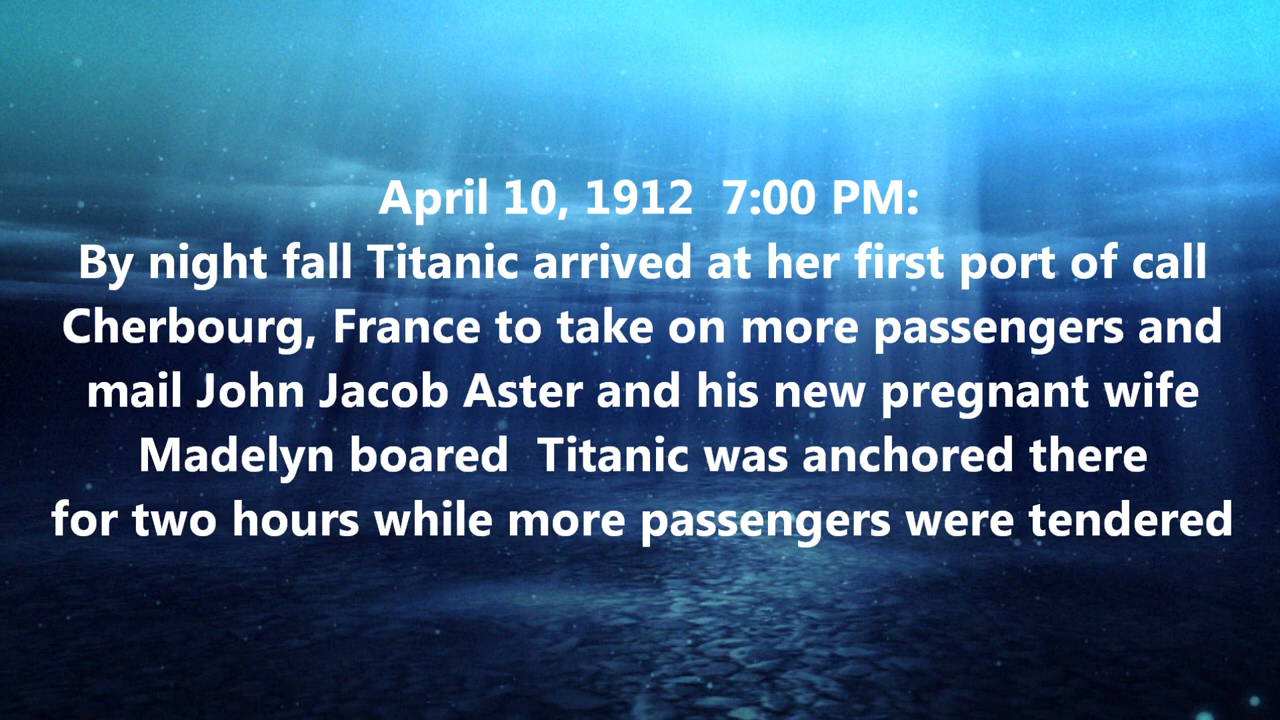 April 10, 1912  7:00 PM:
By night fall Titanic arrived at her first port of call
Cherbourg, France to take on more passengers and
mail John Jacob Aster and his new pregnant wife
Madelyn boared  Titanic was anchored there
for two hours while more passengers were tendered